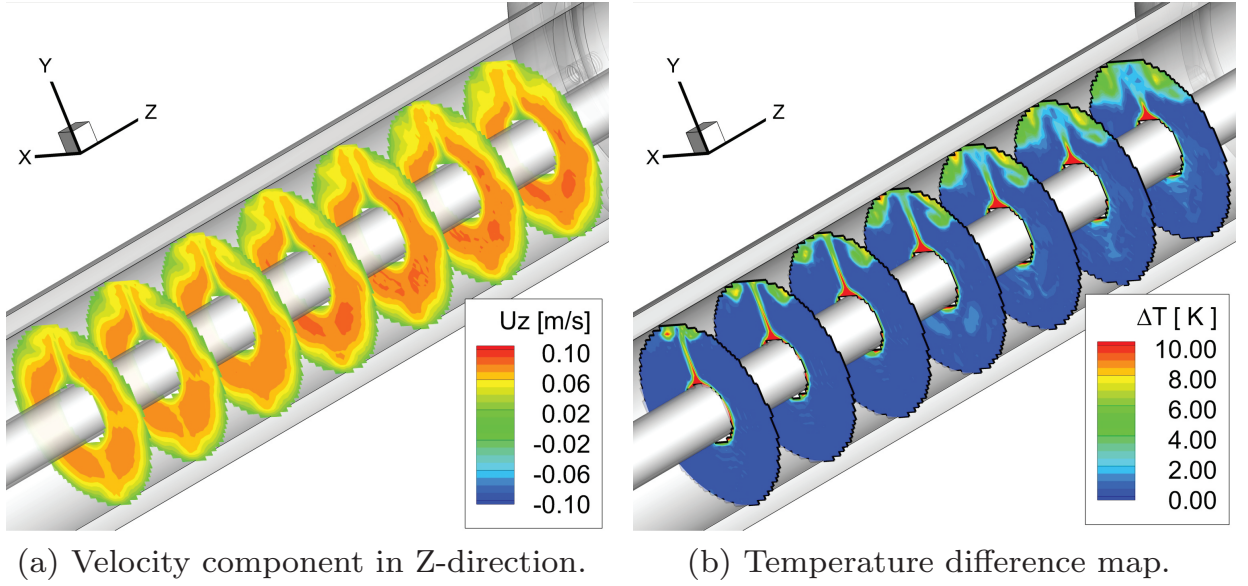 Y
Z
X
Uz [m/s]
0.10
0.06
0.02
-0.02
-0.06
-0.10
(a) Velocity component in Z-direction.
Y
Z
X
ΔT [ K ]
10.00
8.00
6.00
4.00
2.00
0.00
(b) Temperature difference map.